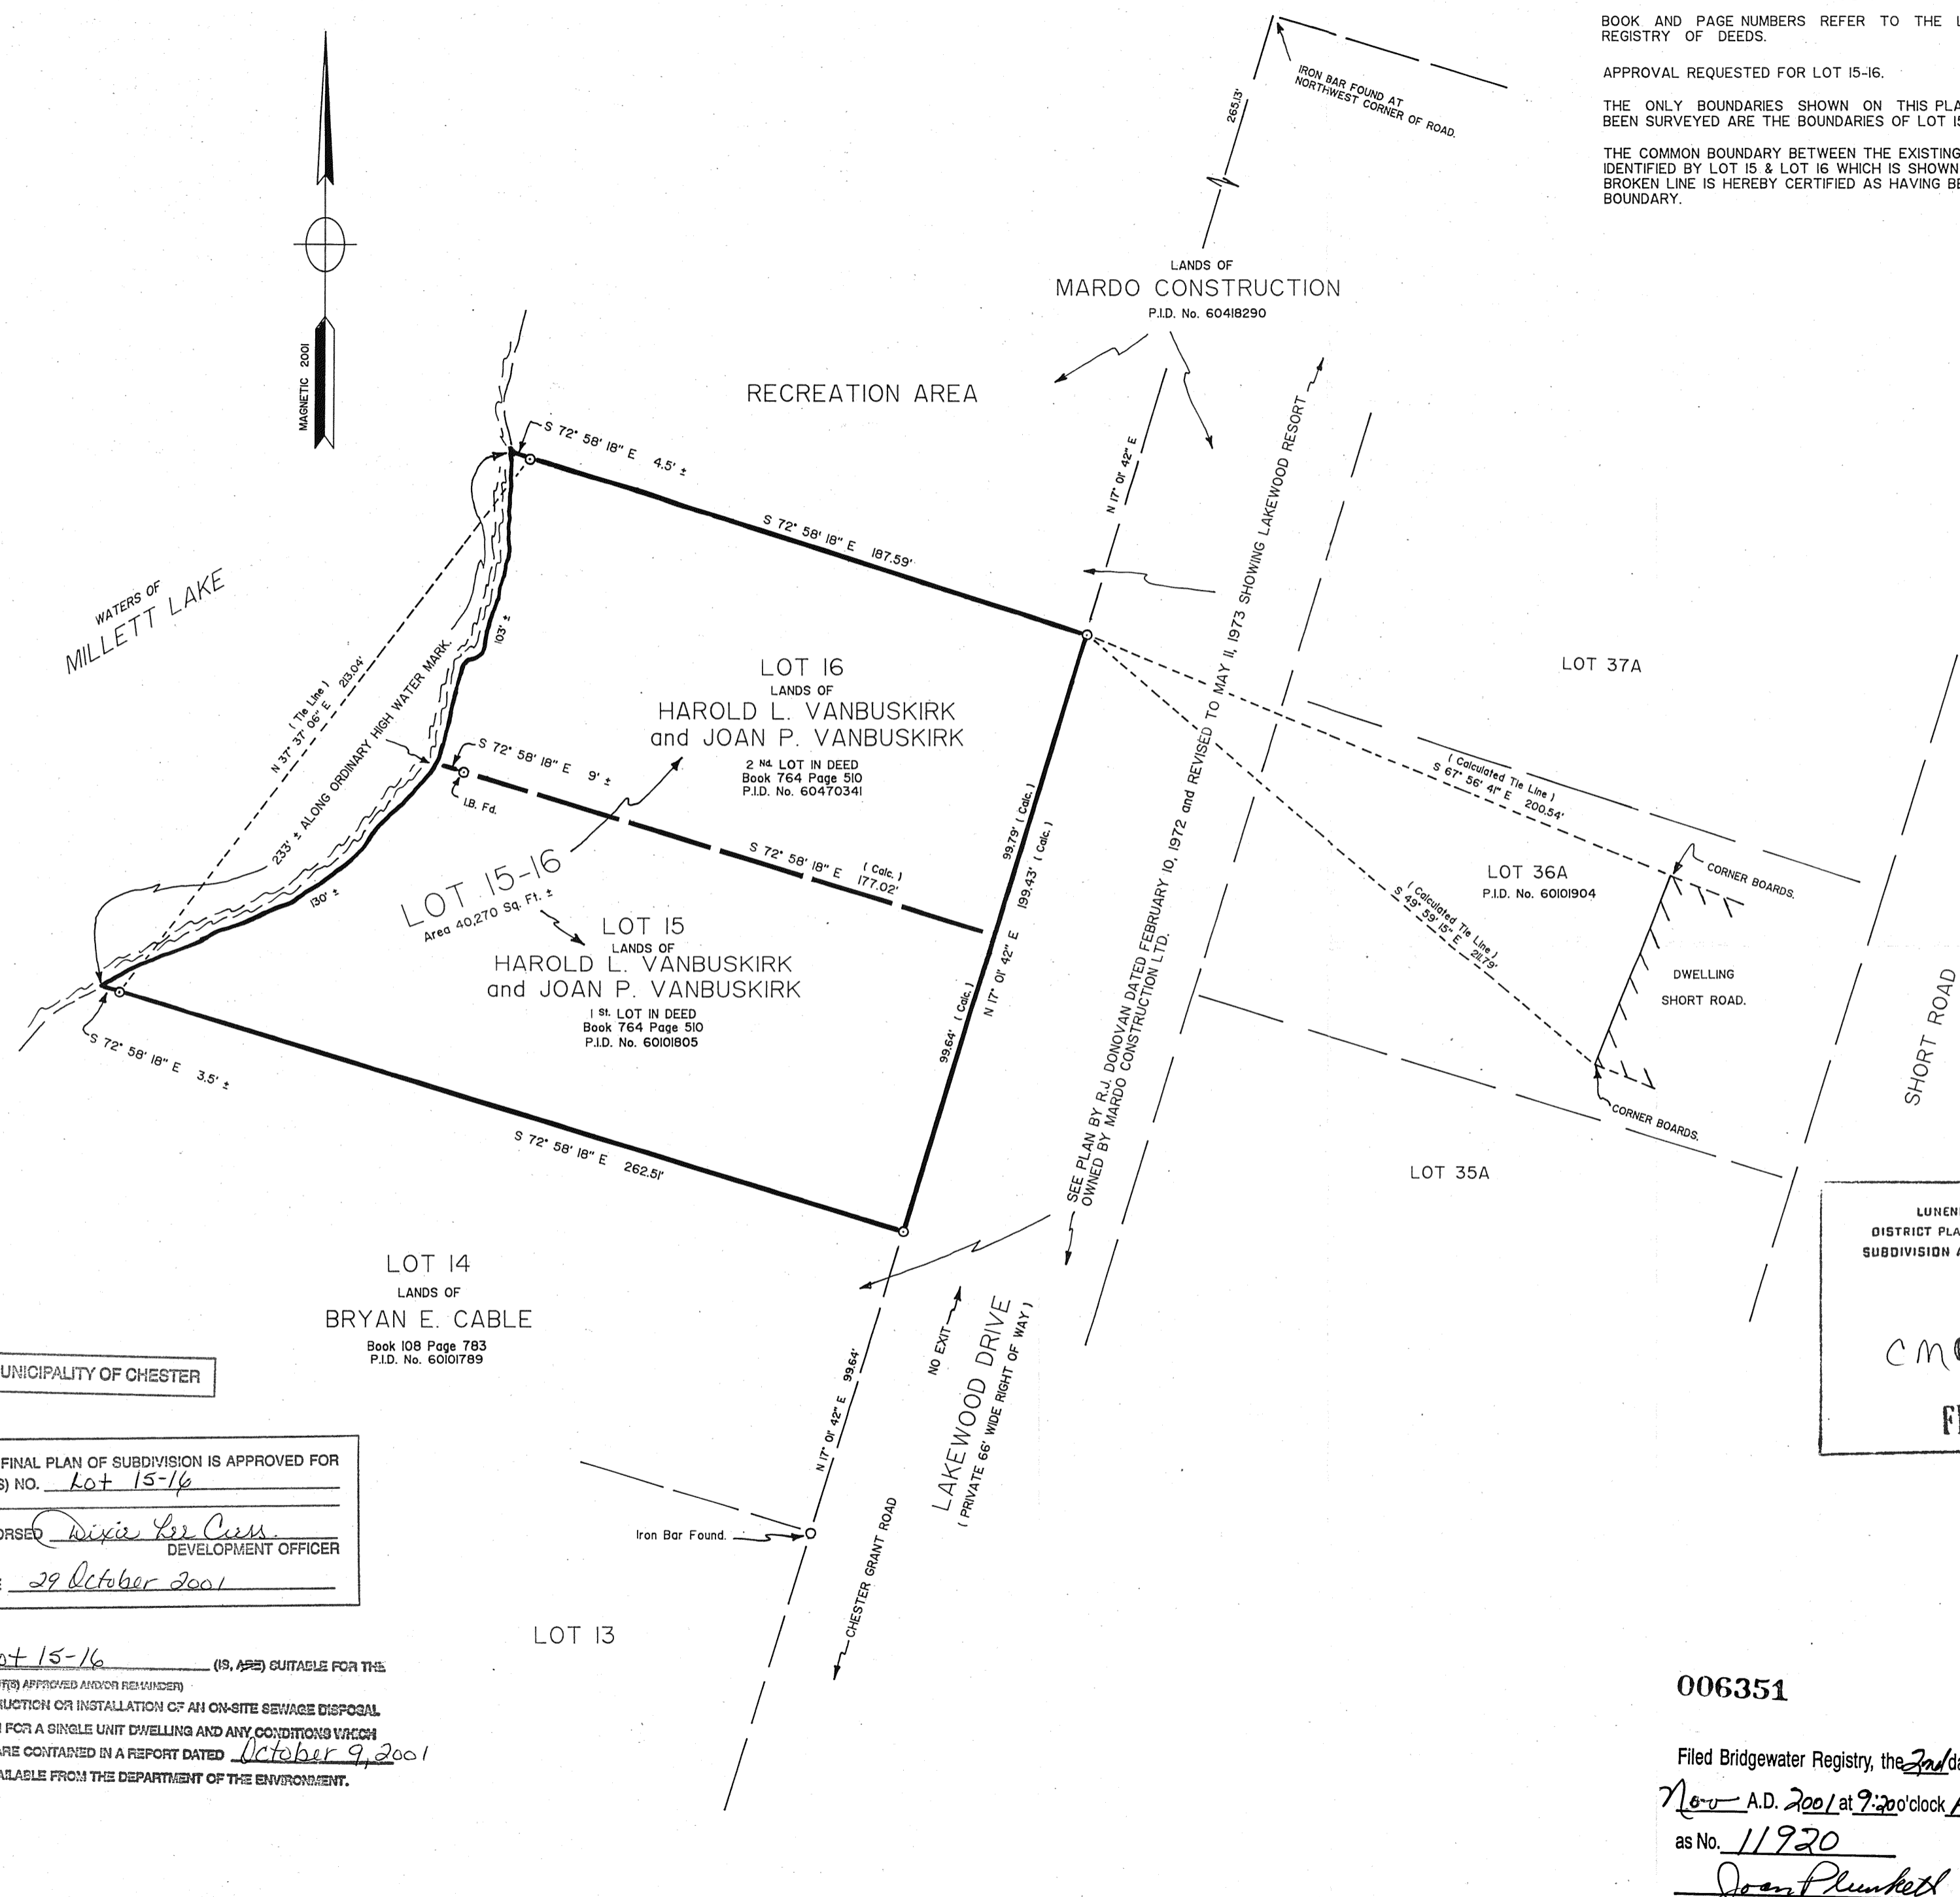 BOOK AND PAGE NUMBERS REFER TO THE
REGISTRY OF DEEDS.
APPROVAL REQUESTED FOR LOT 15-16.
THE ONLY BOUNDARIES SHOWN ON THIS
BEEN SURVEYED ARE THE BOUNDARIES OF LOT
THE COMMON BOUNDARY BETWEEN THE EXISTING
IDENTIFIED BY LOT 15 & LOT 16 WHICH IS SHOWN
BROKEN LINE IS HEREBY CERTIFIED AS HAVING
BOUNDARY.
IRON BAR FOUND AT
NORTHWEST CORNER OF ROAD.
265.13'
MAGNETIC 2001
LANDS OF
MARDO CONSTRUCTION
P.I.D. No. 60418290
RECREATION AREA
S 72° 58' 18" E 4.5' ±
S 72° 58' 18" E 187.59'
N 17° 01' 42" E
WATERS OF
MILLETT LAKE
( Tie Line )
N 37° 37' 06" E 213.04'
233' ± ALONG ORDINARY HIGH WATER MARK.
103' ±
130' ±
LOT 16
LANDS OF
HAROLD L. VANBUSKIRK
and JOAN P. VANBUSKIRK
2 Nd. LOT IN DEED
Book 764 Page 510
P.I.D. No. 60470341
S 72° 58' 18" E 9' ±
I.B. Fd.
S 72° 58' 18" E 177.02'
( Calc. )
LOT 15-16
Area 40,270 Sq. Ft. ±
LOT 15
LANDS OF
HAROLD L. VANBUSKIRK
and JOAN P. VANBUSKIRK
1 St. LOT IN DEED
Book 764 Page 510
P.I.D. No. 60101805
99.79' ( Calc. )
N 17° 01' 42" E 199.43' ( Calc. )
99.64' ( Calc. )
S 72° 58' 18" E 3.5' ±
S 72° 58' 18" E 262.51'
SEE PLAN BY R.J. DONOVAN DATED FEBRUARY 10, 1972 and REVISED TO MAY 11, 1973 SHOWING LAKEWOOD RESORT
OWNED BY MARDO CONSTRUCTION LTD.
LOT 37A
( Calculated Tie Line )
S 67° 56' 41" E 200.54'
LOT 36A
P.I.D. No. 60101904
( Calculated Tie Line )
S 49° 59' 15" E 211.79'
CORNER BOARDS.
DWELLING
SHORT ROAD.
CORNER BOARDS.
SHORT ROAD
LOT 35A
DISTRICT
SUBDIVISION
LOT 14
LANDS OF
BRYAN E. CABLE
Book 108 Page 783
P.I.D. No. 60101789
NO EXIT
LAKEWOOD DRIVE
( PRIVATE 66' WIDE RIGHT OF WAY )
N 17° 01' 42" E 99.64'
Iron Bar Found.
CHESTER GRANT ROAD
LOT 13
UNICIPALITY OF CHESTER
FINAL PLAN OF SUBDIVISION IS APPROVED FOR
S) NO. Lot 15-16
ORSED Dixie Lee Cuss.
DEVELOPMENT OFFICER
29 October 2001
ot 15-16 (IS, ARE) SUITABLE FOR THE
T(S) APPROVED AND/OR REMAINDER)
RUCTION OR INSTALLATION OF AN ON-SITE SEWAGE DISPOSAL
FOR A SINGLE UNIT DWELLING AND ANY CONDITIONS WHICH
ARE CONTAINED IN A REPORT DATED October 9, 2001
AILABLE FROM THE DEPARTMENT OF THE ENVIRONMENT.
006351
Filed Bridgewater Registry, the 2nd da
Nov A.D. 2001 at 9:20 o'clock
as No. 11920
Joan Plunkett